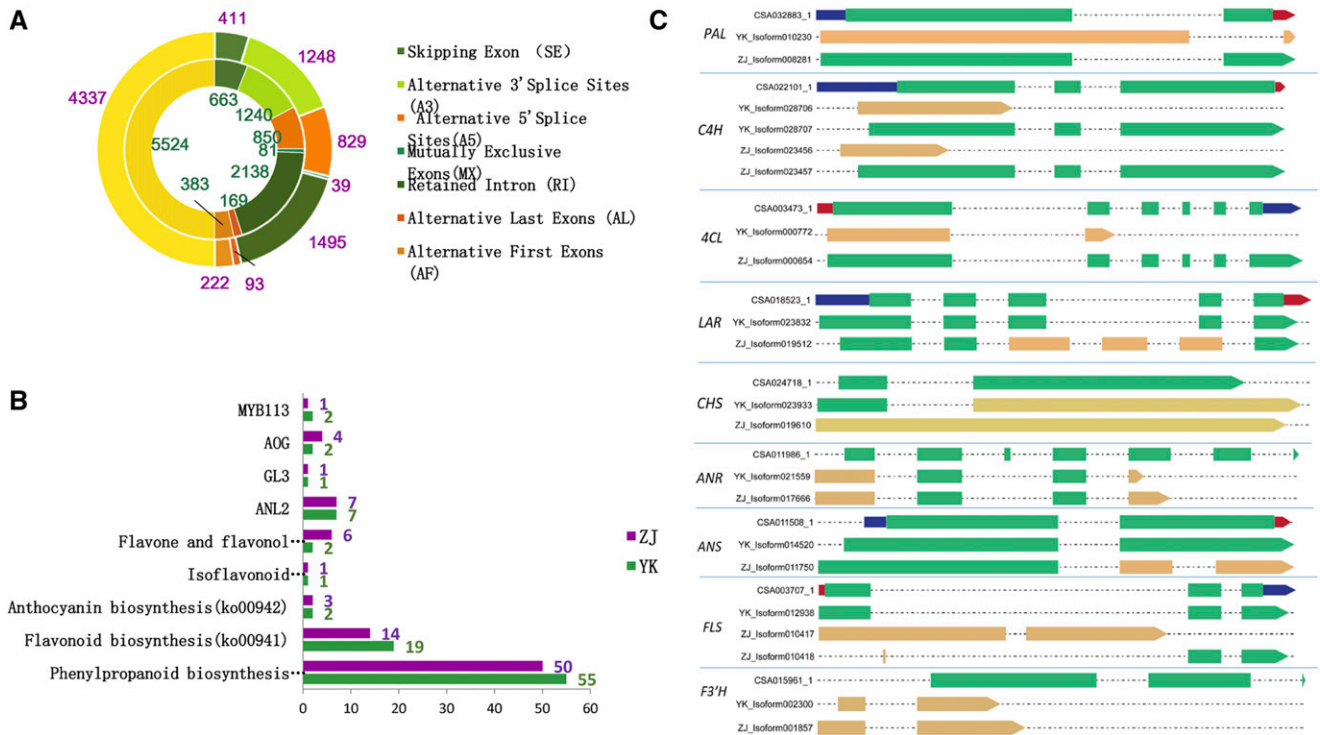 A
411
1248
829
39
1495
93
222
4337
663
1240
850
81
2138
169
383
5524
Skipping Exon （SE）
Alternative 3'Splice Sites
(A3)
Alternative 5'Splice
Sites(A5)
Mutually Exclusive
Exons(MX)
Retained Intron (RI)
Alternative Last Exons (AL)
Alternative First Exons
(AF)
B
MYB113 1
2
AOG 4
2
GL3 1
1
ANL2 7
7
Flavone and flavonol••• 6
2
Isoflavonoid••• 1
1
Anthocyanin biosynthesis(ko00942) 3
2
Flavonoid biosynthesis(ko00941) 14
19
Phenylpropanoid biosynthesis••• 50
55
0 10 20 30 40 50 60
ZJ
YK
C
PAL
CSA032883_1
YK_Isoform010230
ZJ_Isoform008281
C4H
CSA022101_1
YK_Isoform028706
YK_Isoform028707
ZJ_Isoform023456
ZJ_Isoform023457
4CL
CSA003473_1
YK_Isoform000772
ZJ_Isoform000654
LAR
CSA018523_1
YK_Isoform023832
ZJ_Isoform019512
CHS
CSA024718_1
YK_Isoform023933
ZJ_Isoform019610
ANR
CSA011986_1
YK_Isoform021559
ZJ_Isoform017666
ANS
CSA011508_1
YK_Isoform014520
ZJ_Isoform011750
FLS
CSA003707_1
YK_Isoform012938
ZJ_Isoform010417
ZJ_Isoform010418
F3'H
CSA015961_1
YK_Isoform002300
ZJ_Isoform001857